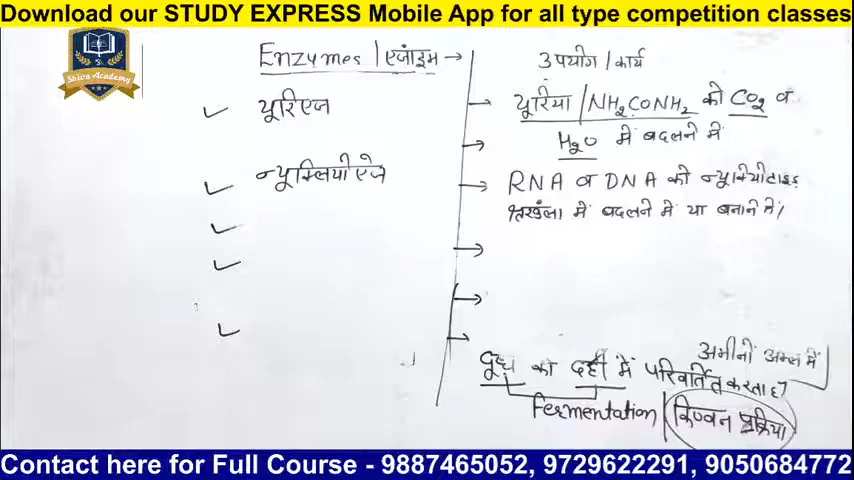 Download our STUDY EXPRESS Mobile App for all type competition classes
Shiva Academy
Enzymes | एंजाइम → उपयोग / कार्य
यूरिएज
यूरिया / NH2CONH2 को CO2 व
H2O में बदलने में
न्यूक्लियोऐज
RNA व DNA को न्यूक्लियोटाइड
श्रृखंला में बदलने में या बनाने में।
अमीनों अम्ल में
दूध को दही में परिवर्तित करता है
Fermentation | किण्वन प्रक्रिया
Contact here for Full Course - 9887465052, 9729622291, 9050684772